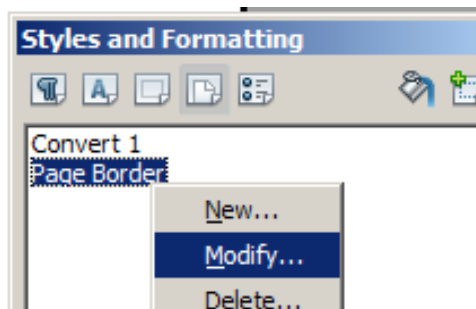 Styles and Formatting
Convert 1
Page Border
New...
Modify...
Delete...